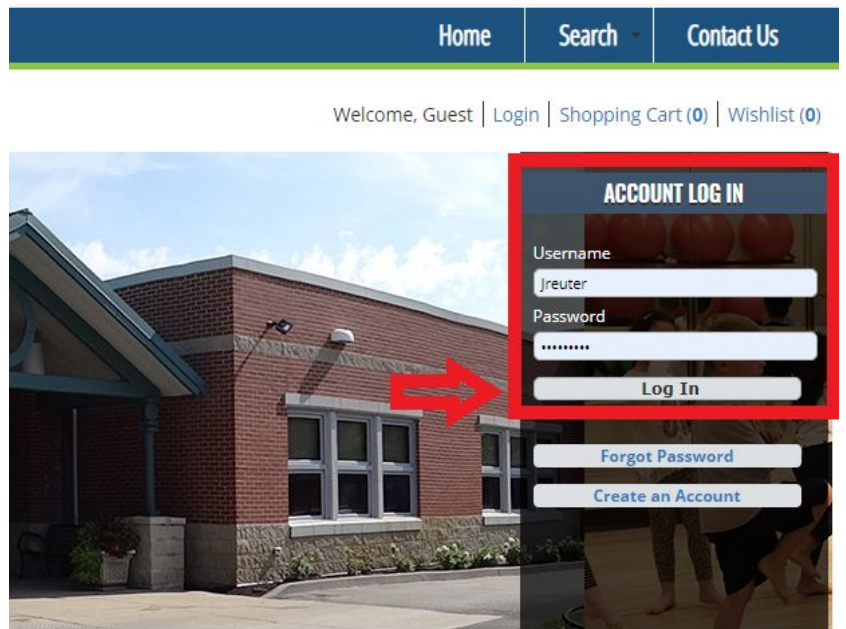 Home Search Contact Us
Welcome, Guest | Login | Shopping Cart (0) | Wishlist (0)
ACCOUNT LOG IN
Username
Jreuter
Password
•••••••••
Log In
Forgot Password
Create an Account